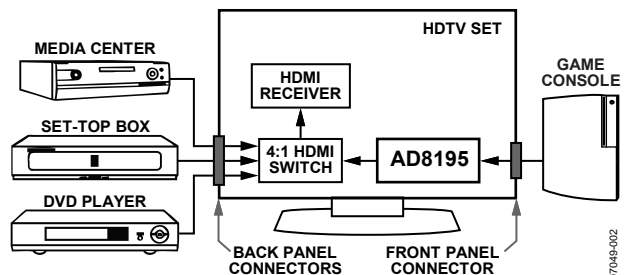 HDTV SET
MEDIA CENTER
HDMI
RECEIVER
GAME
CONSOLE
SET-TOP BOX
4:1 HDMI
SWITCH
AD8195
DVD PLAYER
BACK PANEL
CONNECTORS
FRONT PANEL
CONNECTOR
7049-002